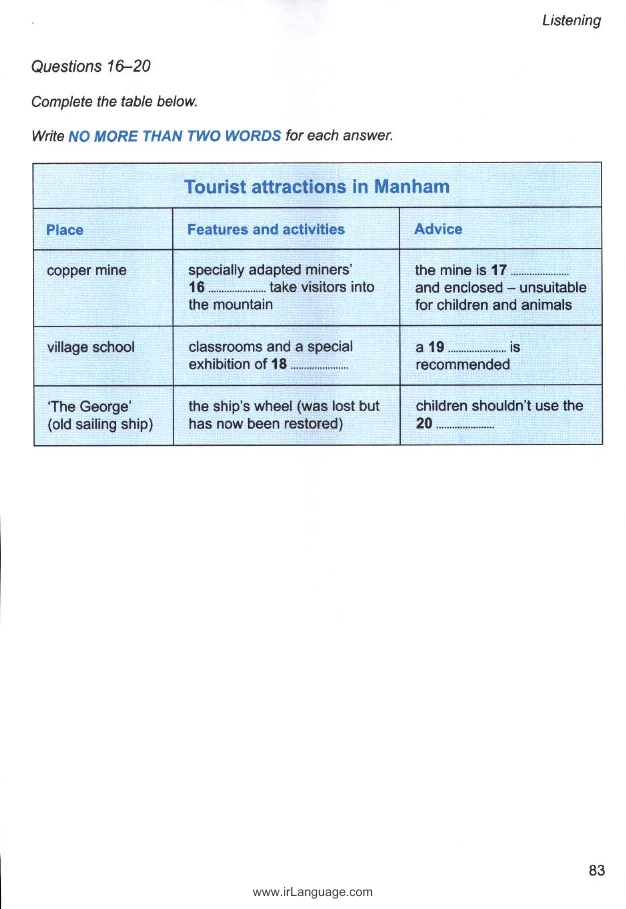 Listening
Questions 16–20
Complete the table below.
Write NO MORE THAN TWO WORDS for each answer.
Tourist attractions in Manham
Place
Features and activities
Advice
copper mine
specially adapted miners'
16 ..................... take visitors into
the mountain
the mine is 17 .....................
and enclosed – unsuitable
for children and animals
village school
classrooms and a special
exhibition of 18 .....................
a 19 ..................... is
recommended
'The George'
(old sailing ship)
the ship's wheel (was lost but
has now been restored)
children shouldn't use the
20 .....................
83
www.irLanguage.com